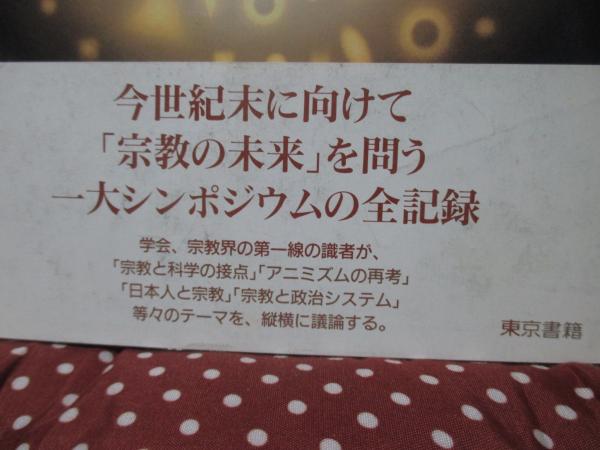 今世紀末に向けて
「宗教の未来」を問う
一大シンポジウムの全記録
学会、宗教界の第一線の識者が、
「宗教と科学の接点」「アニミズムの再考」
「日本人と宗教」「宗教と政治システム」
等々のテーマを、縦横に議論する。
東京書籍